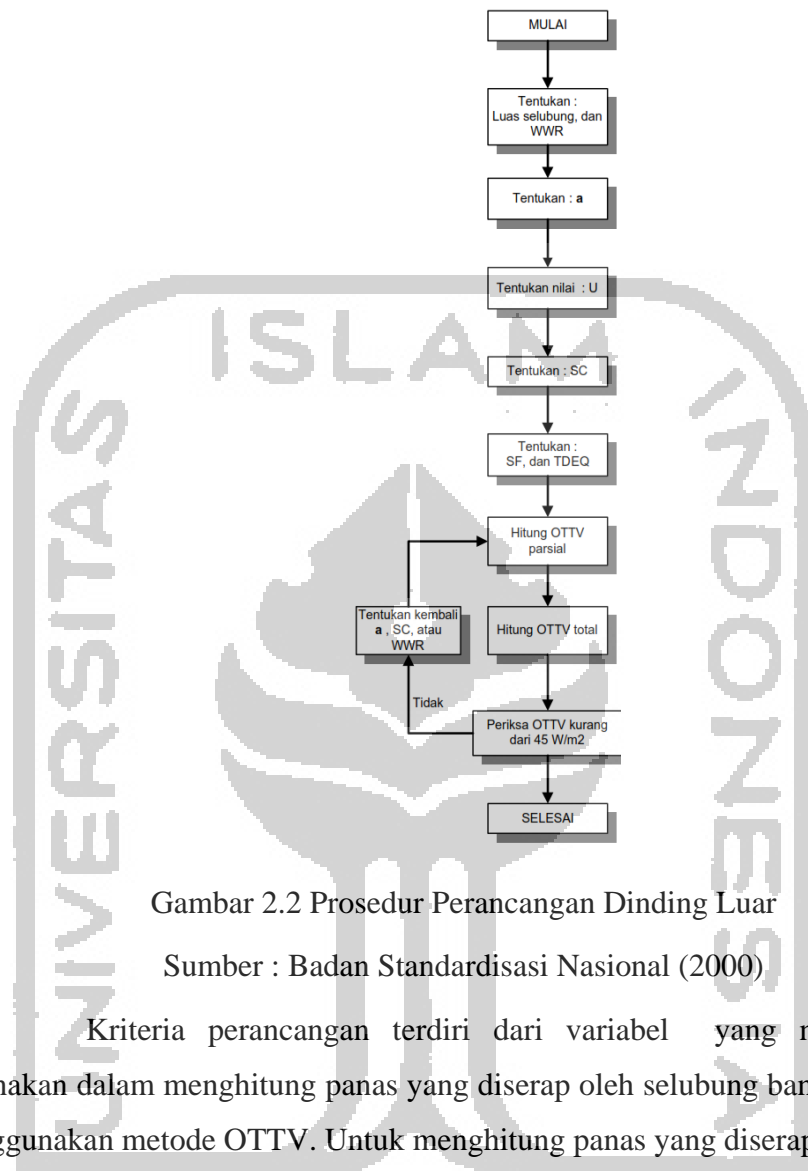 MULAI
Tentukan :
Luas selubung, dan
WWR
Tentukan : a
Tentukan nilai : U
Tentukan : SC
Tentukan :
SF, dan TDEQ
Hitung OTTV
parsial
Tentukan kembali
a , SC, atau
WWR
Hitung OTTV total
Tidak
Periksa OTTV kurang
dari 45 W/m2
SELESAI
UNIVERSITAS
ISLAM
INDONESIA
Gambar 2.2 Prosedur Perancangan Dinding Luar
Sumber : Badan Standardisasi Nasional (2000)
Kriteria perancangan terdiri dari variabel yang
dalam menghitung panas yang diserap oleh selubung
metode OTTV. Untuk menghitung panas yang diserap